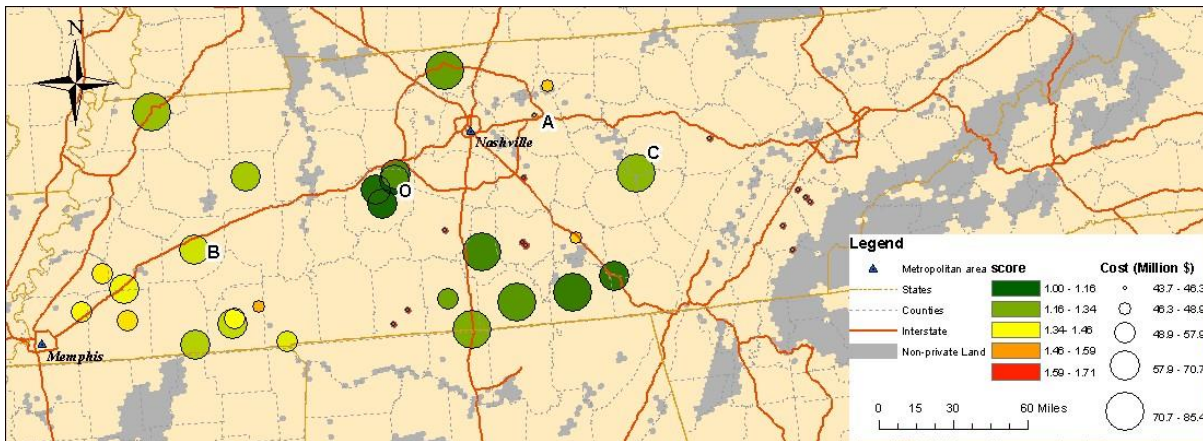 N
A
Nashville
C
O
B
Memphis
Legend
Metropolitan area
States
Counties
Interstate
Non-private Land
score
1.00 - 1.16
1.16 - 1.34
1.34 - 1.46
1.46 - 1.59
1.59 - 1.71
Cost (Million $)
43.7 - 46.3
46.3 - 48.9
48.9 - 57.9
57.9 - 70.7
70.7 - 85.4
0 15 30 60 Miles